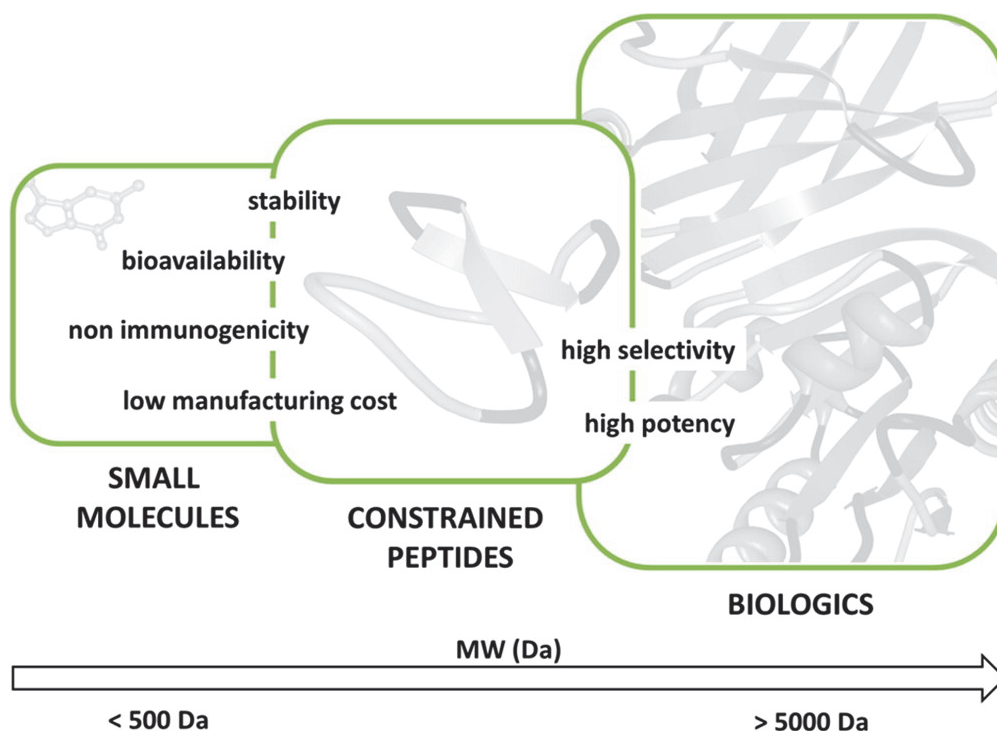 stability
bioavailability
non immunogenicity
low manufacturing cost
high selectivity
high potency
SMALL
MOLECULES
CONSTRAINED
PEPTIDES
BIOLOGICS
MW (Da)
< 500 Da
> 5000 Da